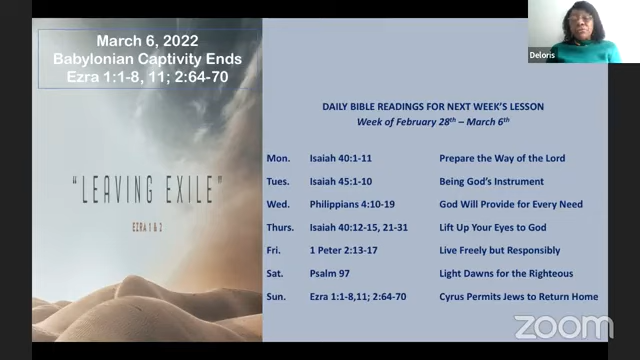 March 6, 2022
Babylonian Captivity Ends
Ezra 1:1-8, 11; 2:64-70
"LEAVING EXILE"
EZRA 1 & 2
DAILY BIBLE READINGS FOR NEXT WEEK'S LESSON
Week of February 28th – March 6th
Mon. Isaiah 40:1-11 Prepare the Way of the Lord
Tues. Isaiah 45:1-10 Being God's Instrument
Wed. Philippians 4:10-19 God Will Provide for Every Need
Thurs. Isaiah 40:12-15, 21-31 Lift Up Your Eyes to God
Fri. 1 Peter 2:13-17 Live Freely but Responsibly
Sat. Psalm 97 Light Dawns for the Righteous
Sun. Ezra 1:1-8,11; 2:64-70 Cyrus Permits Jews to Return Home
Deloris
zoom